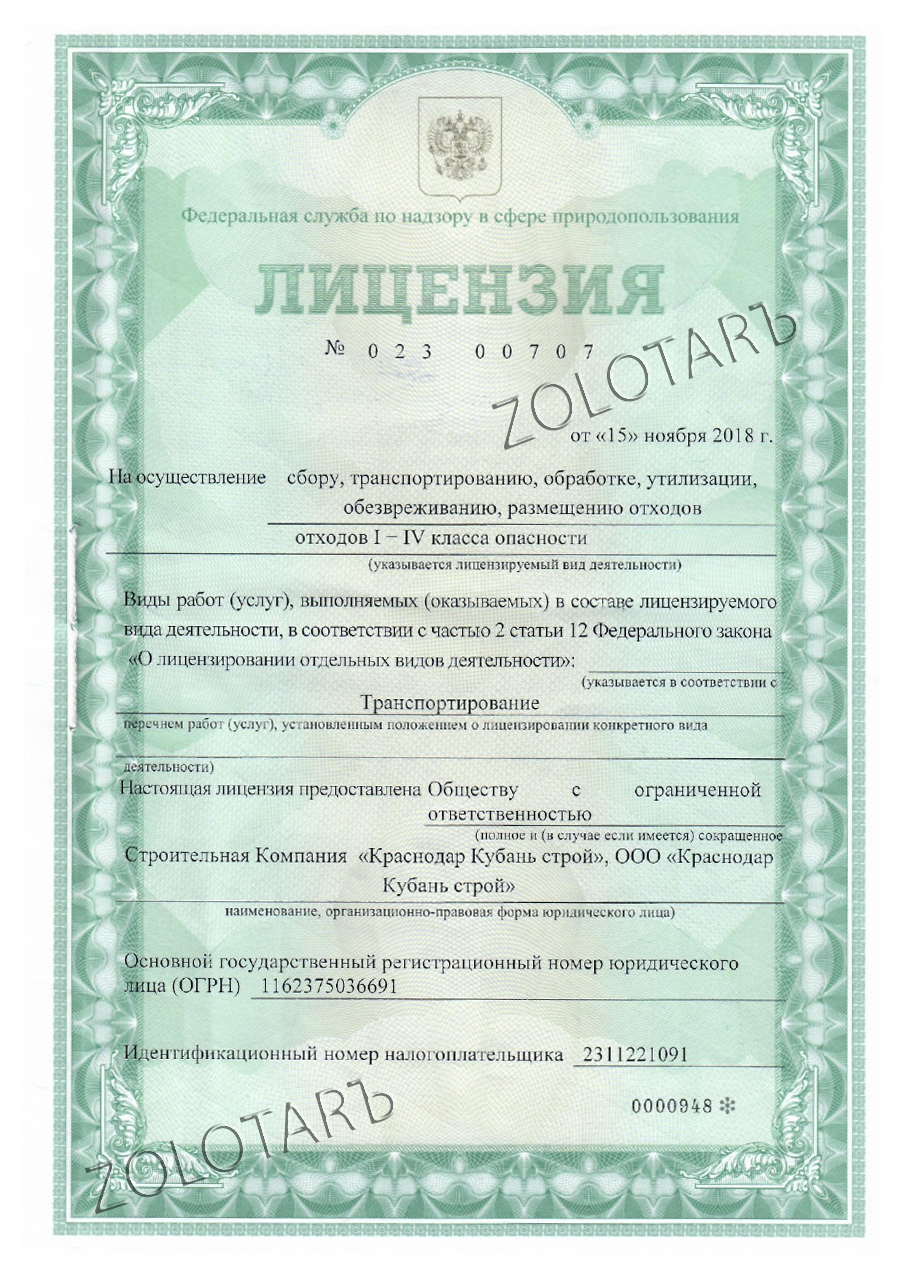 Федеральная служба по надзору в сфере природопользования
ЛИЦЕНЗИЯ
№ 023 00707
ZOLOTARЪ
от «15» ноября 2018 г.
На осуществление сбору, транспортированию, обработке, утилизации,
обезвреживанию, размещению отходов
отходов I – IV класса опасности
(указывается лицензируемый вид деятельности)
Виды работ (услуг), выполняемых (оказываемых) в составе лицензируемого
вида деятельности, в соответствии с частью 2 статьи 12 Федерального закона
«О лицензировании отдельных видов деятельности»:
(указывается в соответствии с
Транспортирование
перечнем работ (услуг), установленным положением о лицензировании конкретного вида
деятельности)
Настоящая лицензия предоставлена Обществу с ограниченной
ответственностью
(полное и (в случае если имеется) сокращенное
Строительная Компания «Краснодар Кубань строй», ООО «Краснодар
Кубань строй»
наименование, организационно-правовая форма юридического лица)
Основной государственный регистрационный номер юридического
лица (ОГРН) 1162375036691
Идентификационный номер налогоплательщика 2311221091
0000948 ✻
ZOLOTARЪ